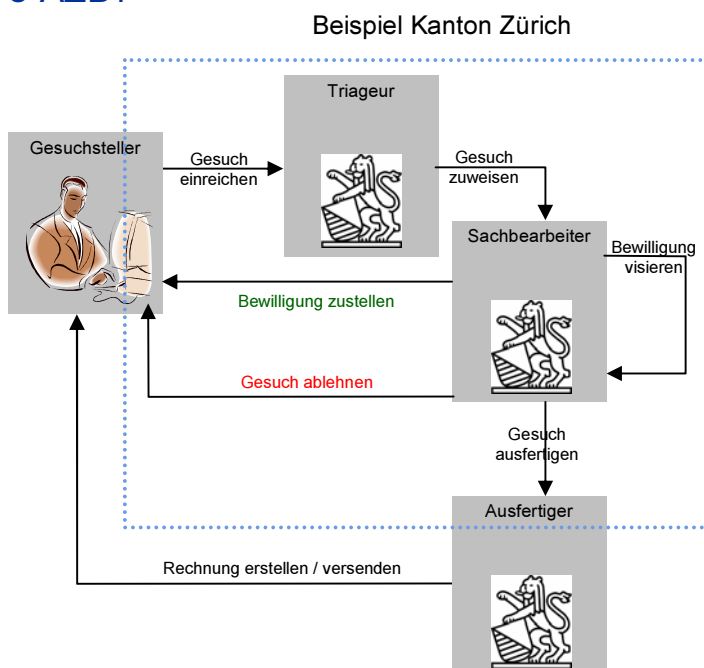 Beispiel Kanton Zürich
Triageur
Gesuchsteller
Gesuch
einreichen
Gesuch
zuweisen
Sachbearbeiter
Bewilligung
visieren
Bewilligung zustellen
Gesuch ablehnen
Gesuch
ausfertigen
Ausfertiger
Rechnung erstellen / versenden